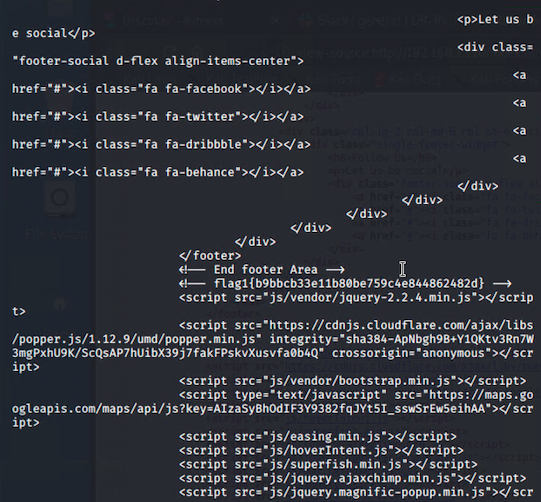 <p>Let us b
e social</p>
<div class=
"footer-social d-flex align-items-center">
<a
href="#"><i class="fa fa-facebook"></i></a>
<a
href="#"><i class="fa fa-twitter"></i></a>
<a
href="#"><i class="fa fa-dribbble"></i></a>
<a
href="#"><i class="fa fa-behance"></i></a>
</div>
</div>
</div>
</div>
</div>
</footer>
<!-- End footer Area -->
<!-- flag1{b9bbcb33e11b80be759c4e844862482d} -->
<script src="js/vendor/jquery-2.2.4.min.js"></scrip
t>
<script src="https://cdnjs.cloudflare.com/ajax/libs
/popper.js/1.12.9/umd/popper.min.js" integrity="sha384-ApNbgh9B+Y1QKtv3Rn7W
3mgPxhU9K/ScQsAP7hUibX39j7fakFPskvXusvfa0b4Q" crossorigin="anonymous"></scr
ipt>
<script src="js/vendor/bootstrap.min.js"></script>
<script type="text/javascript" src="https://maps.go
ogleapis.com/maps/api/js?key=AIzaSyBhOdIF3Y9382fqJYt5I_sswSrEw5eihAA"></scr
ipt>
<script src="js/easing.min.js"></script>
<script src="js/hoverIntent.js"></script>
<script src="js/superfish.min.js"></script>
<script src="js/jquery.ajaxchimp.min.js"></script>
<script src="js/jquery.magnific-popup.min.js"></scr